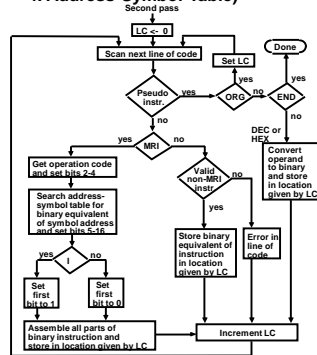 Second pass
LC <- 0
Scan next line of code
Set LC
Done
Pseudo
instr.
yes
ORG
no
END
yes
yes
no
no
DEC or
HEX
yes
MRI
no
Get operation code
and set bits 2-4
Search address-
symbol table for
binary equivalent
of symbol address
and set bits 5-16
Valid
non-MRI
instr.
no
yes
Convert
operand
to binary
and store
in location
given by LC
yes
I
no
Set
first
bit to 1
Set
first
bit to 0
Store binary
equivalent of
instruction
in location
given by LC
Error in
line of
code
Assemble all parts of
binary instruction and
store in location given by LC
Increment LC